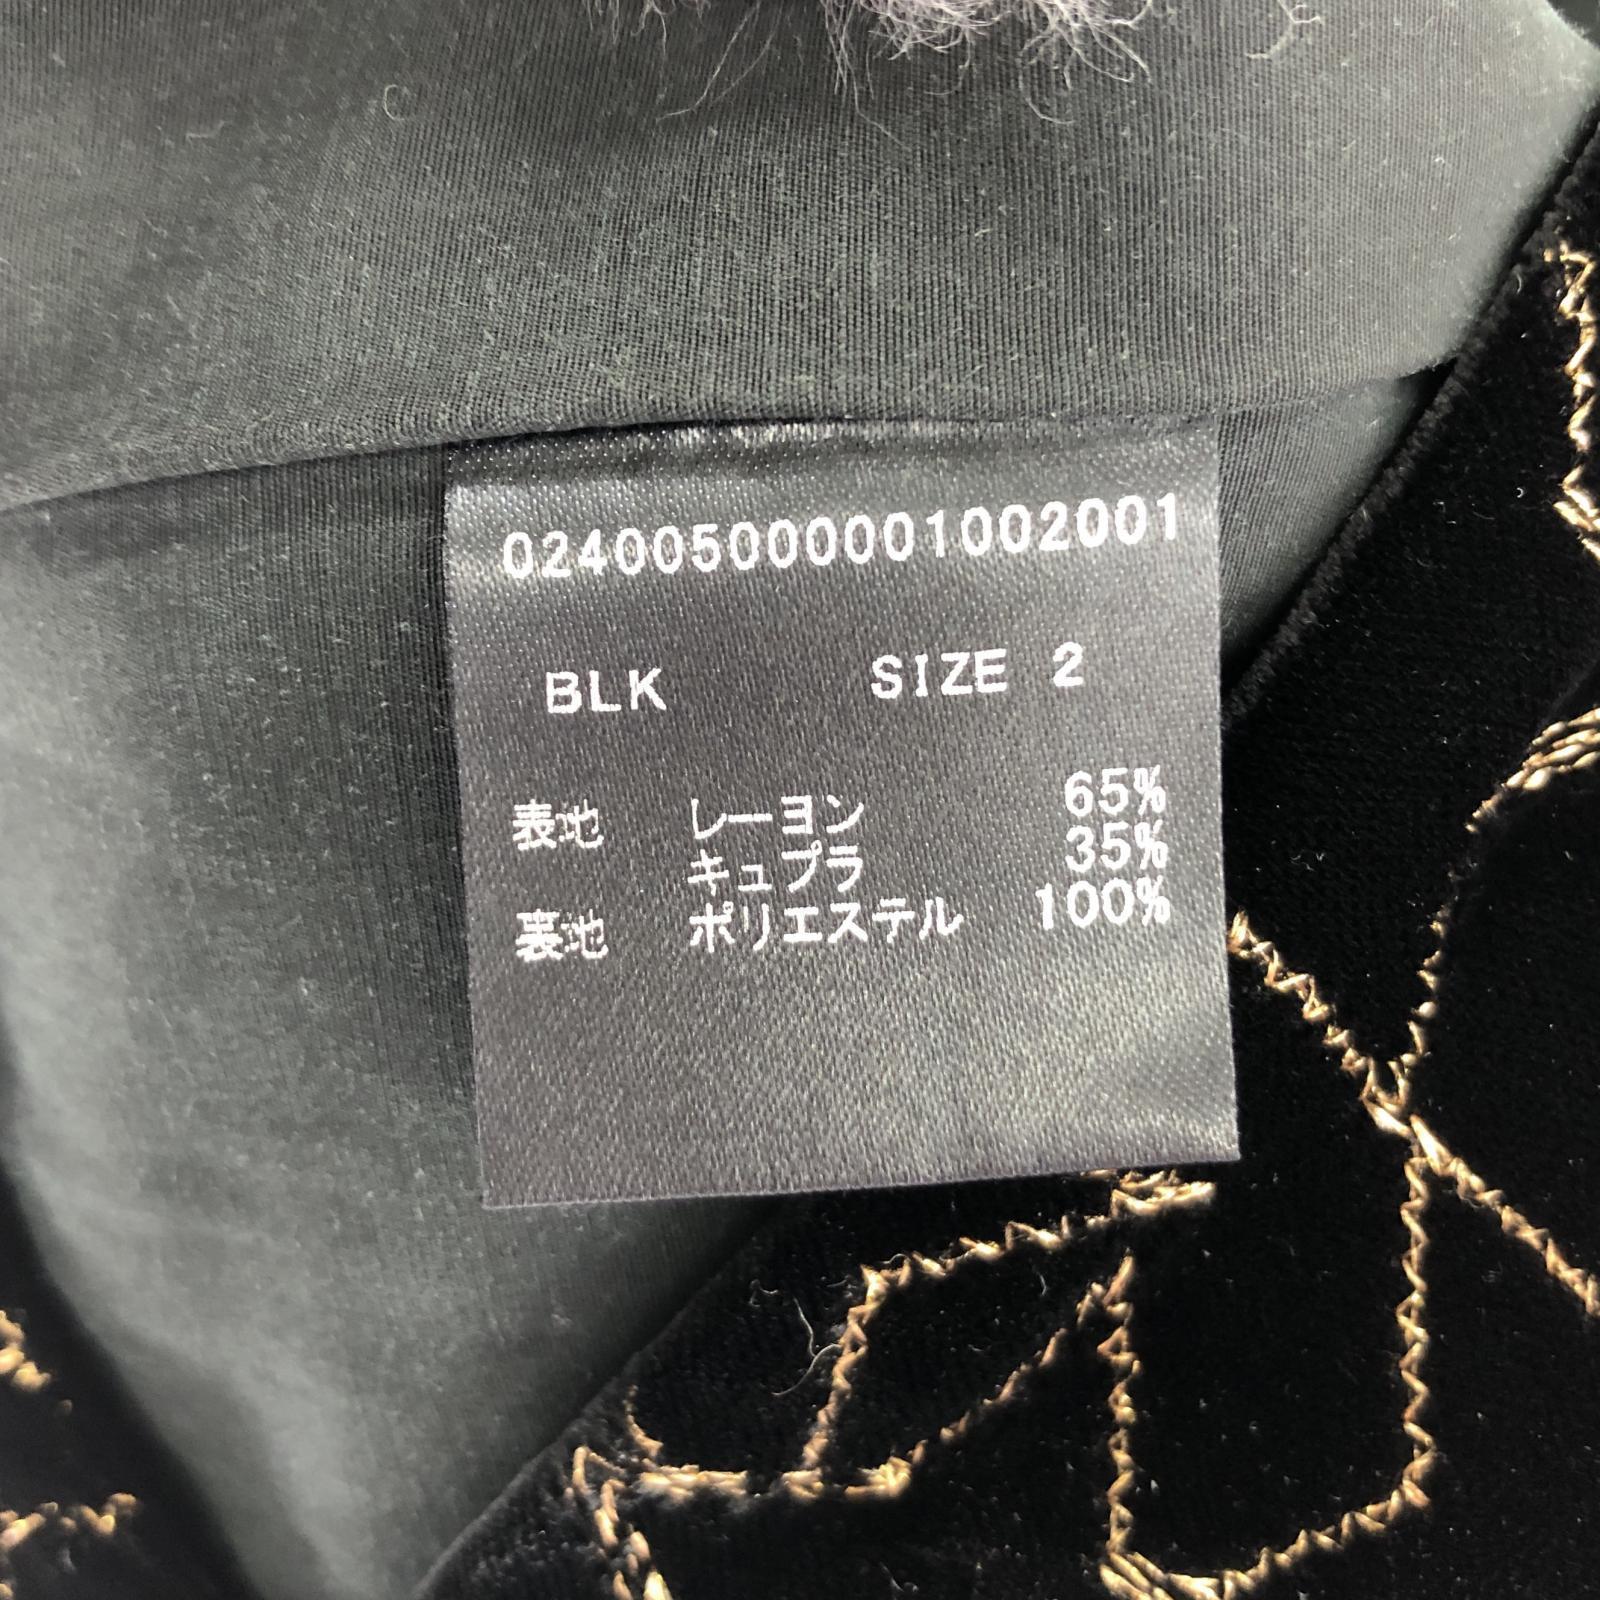 024005000001002001
BLK SIZE 2
表地 レーヨン 65%
キュプラ 35%
裏地 ポリエステル 100%